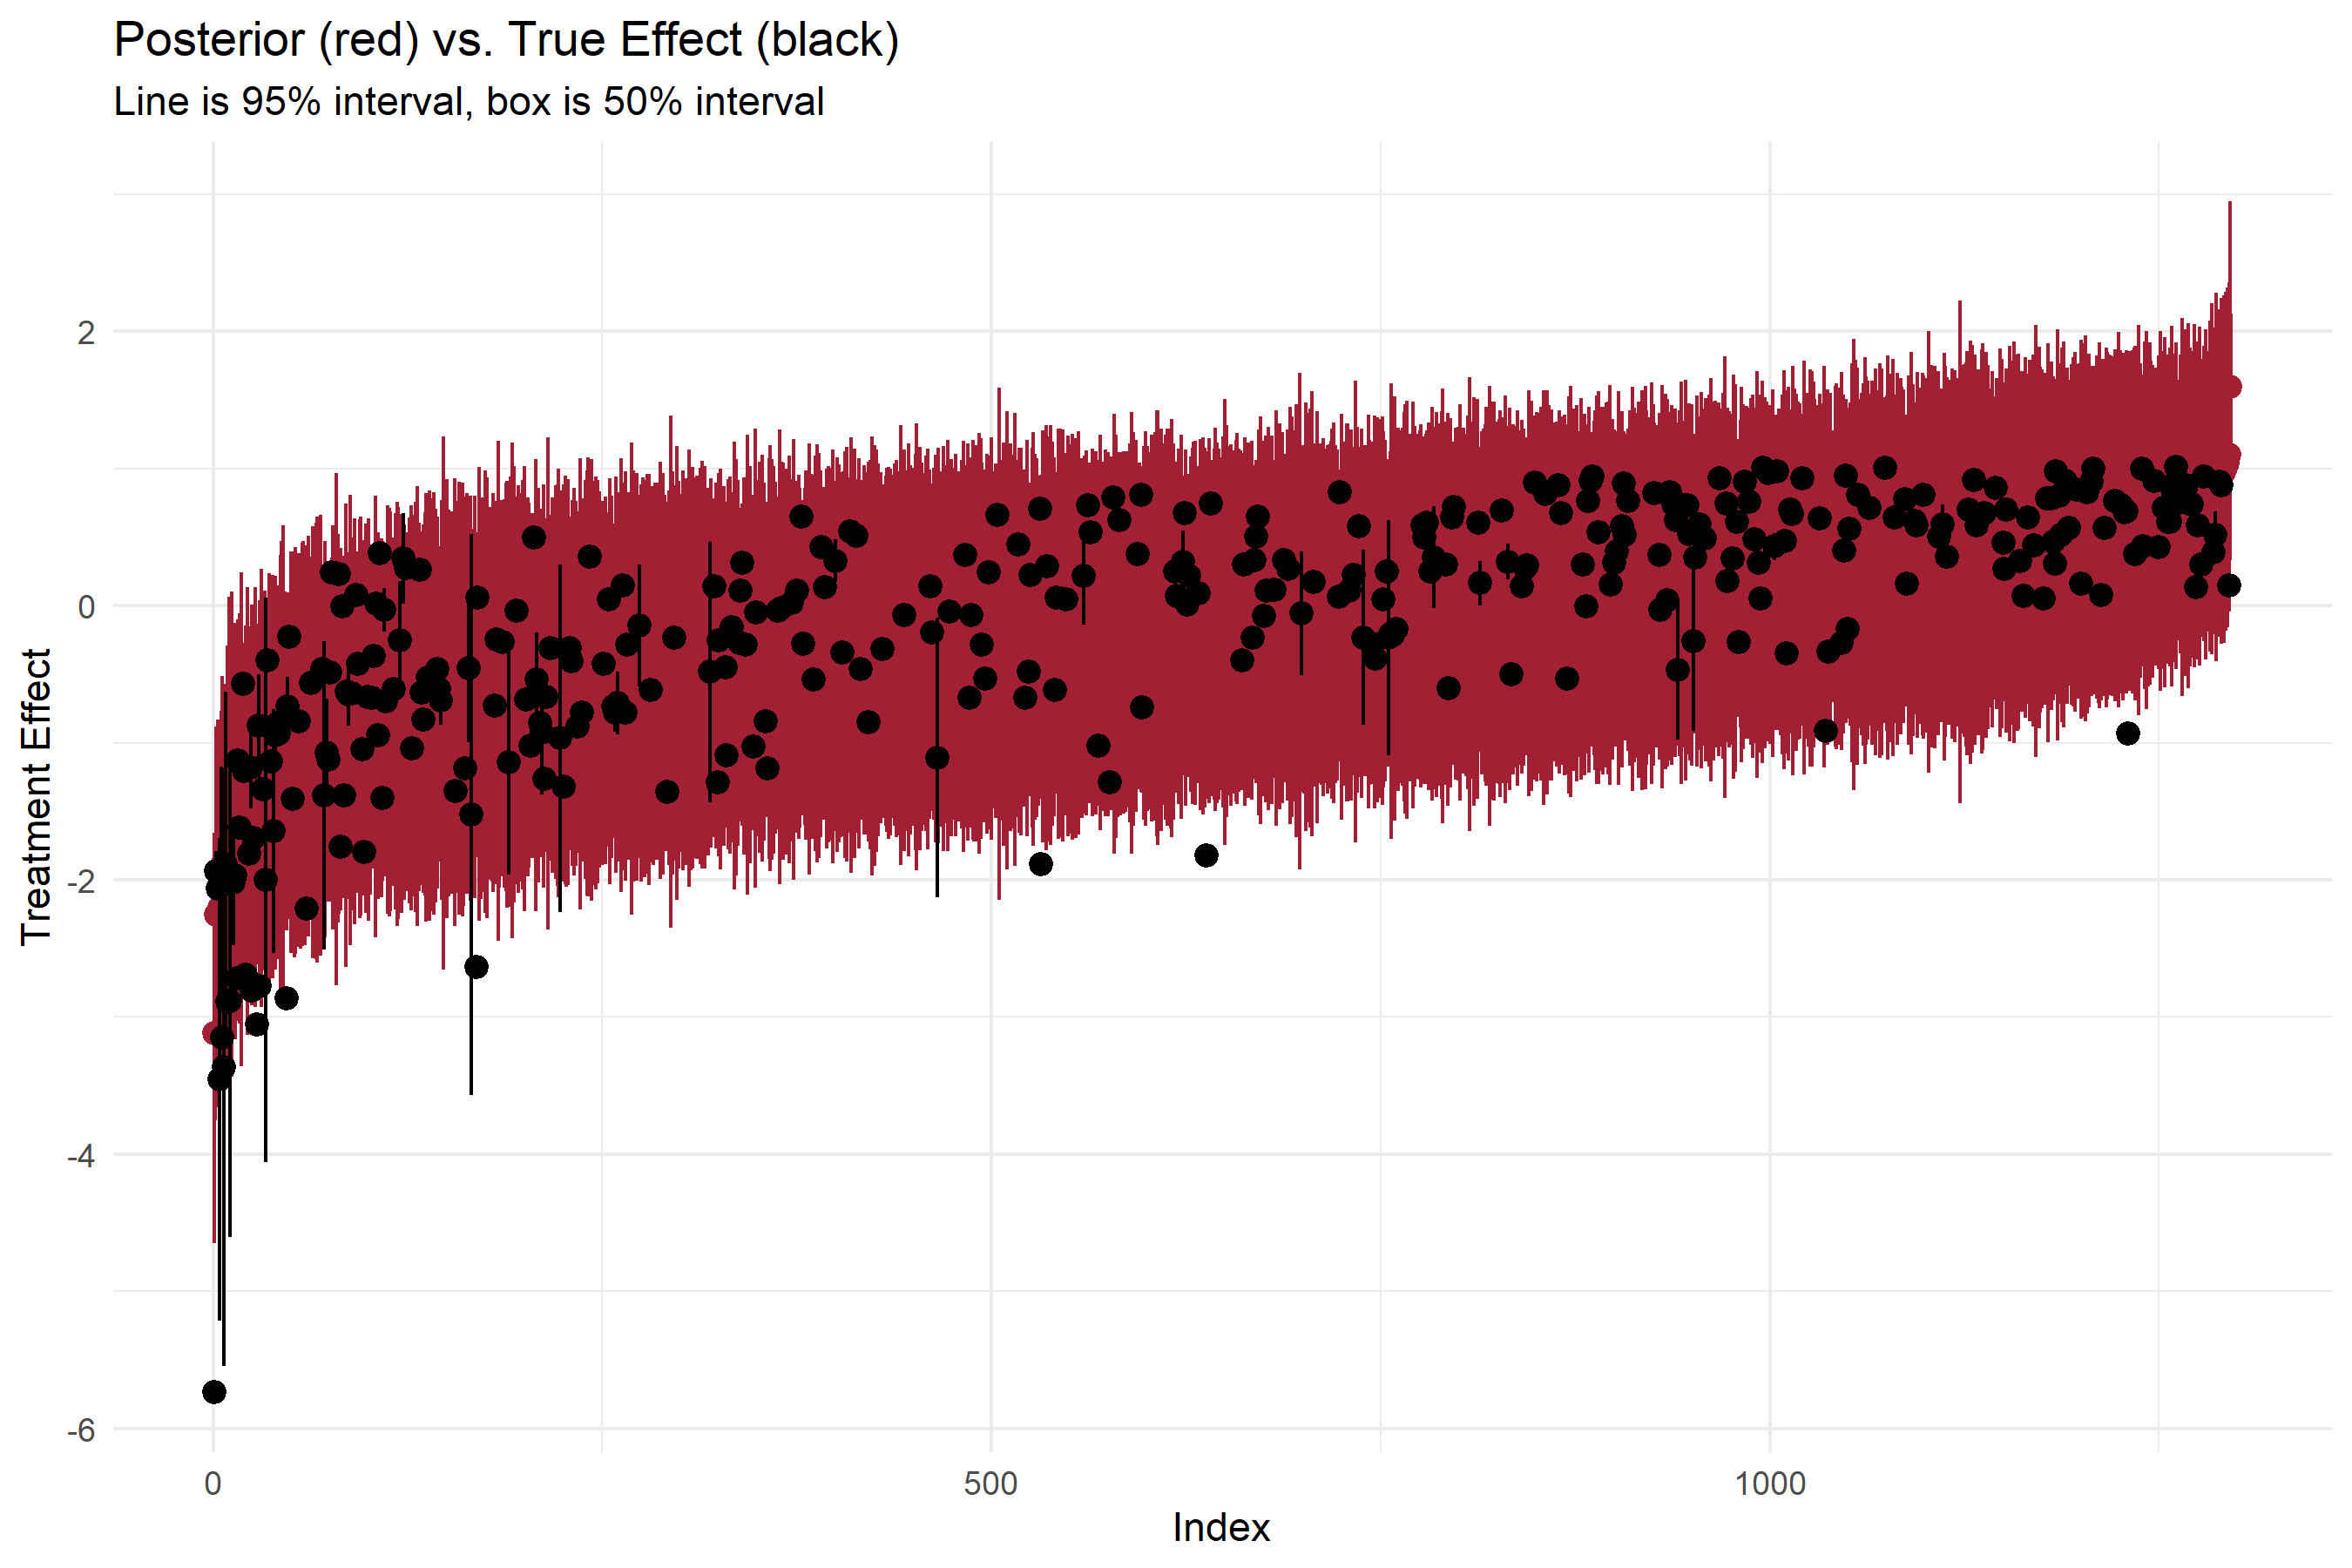 Posterior (red) vs. True Effect (black)
Line is 95% interval, box is 50% interval
Treatment Effect
2
0
-2
-4
-6
0
500
1000
Index